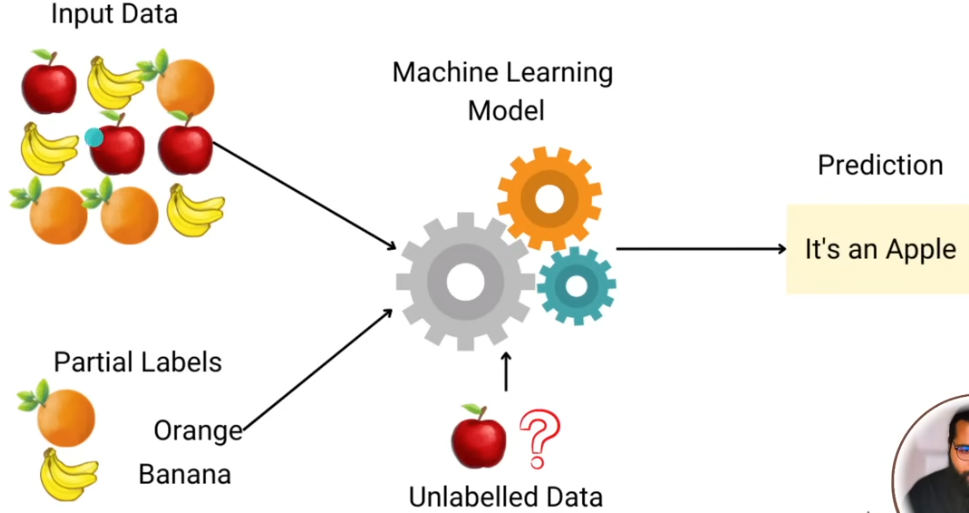 Input Data
Machine Learning
Model
Prediction
It's an Apple
Partial Labels
Orange
Banana
?
Unlabelled Data